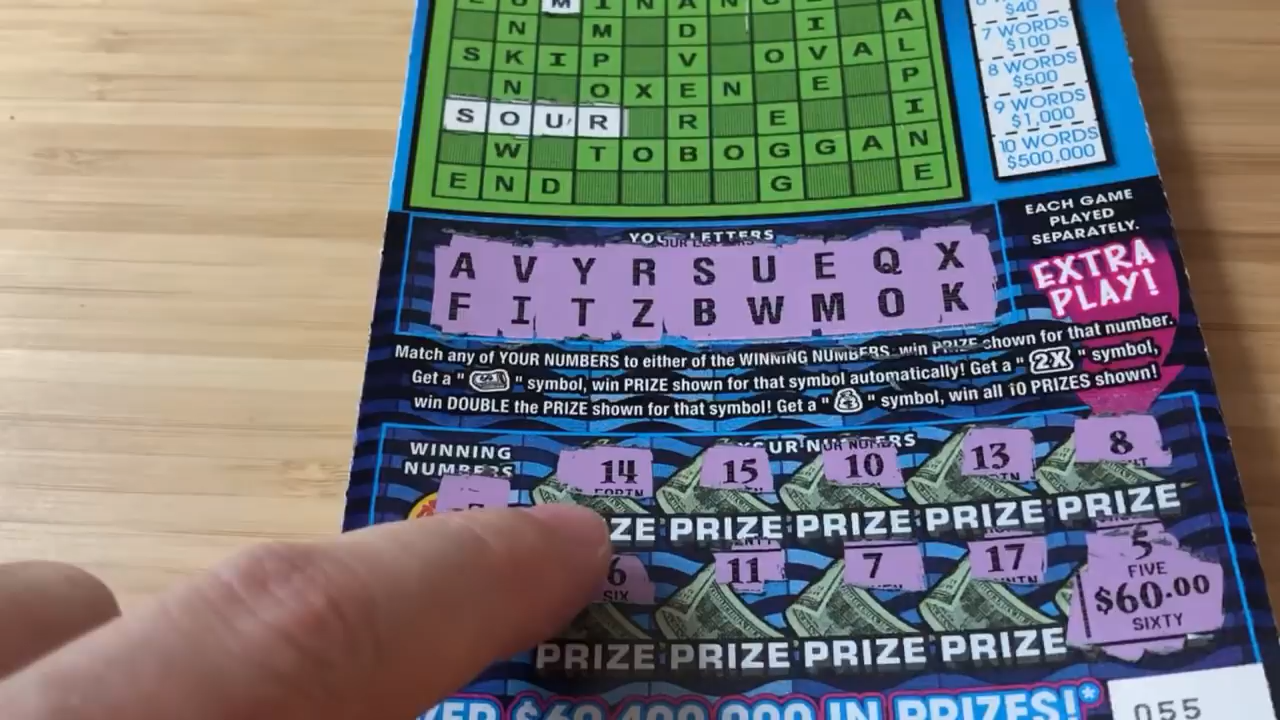 M I N A N G
N M D I A
S K I P V O V A L
N O X E N E P
S O U R R E I
W T O B O G G A N
E N D G E
$40
7 WORDS
$100
8 WORDS
$500
9 WORDS
$1,000
10 WORDS
$500,000
EACH GAME
PLAYED
SEPARATELY.
EXTRA
PLAY!
YOUR LETTERS
A V Y R S U E Q X
F I T Z B W M O K
Match any of YOUR NUMBERS to either of the WINNING NUMBERS, win PRIZE shown for that number.
Get a " " symbol, win PRIZE shown for that symbol automatically! Get a " 2X " symbol,
win DOUBLE the PRIZE shown for that symbol! Get a " " symbol, win all 10 PRIZES shown!
WINNING
NUMBERS
YOUR NUMBERS
14 15 10 13 8
PRIZE PRIZE PRIZE PRIZE
6 11 7 17 5
SIX FIVE
$60.00
SIXTY
PRIZE PRIZE PRIZE PRIZE
$60,400,000 IN PRIZES!*
055